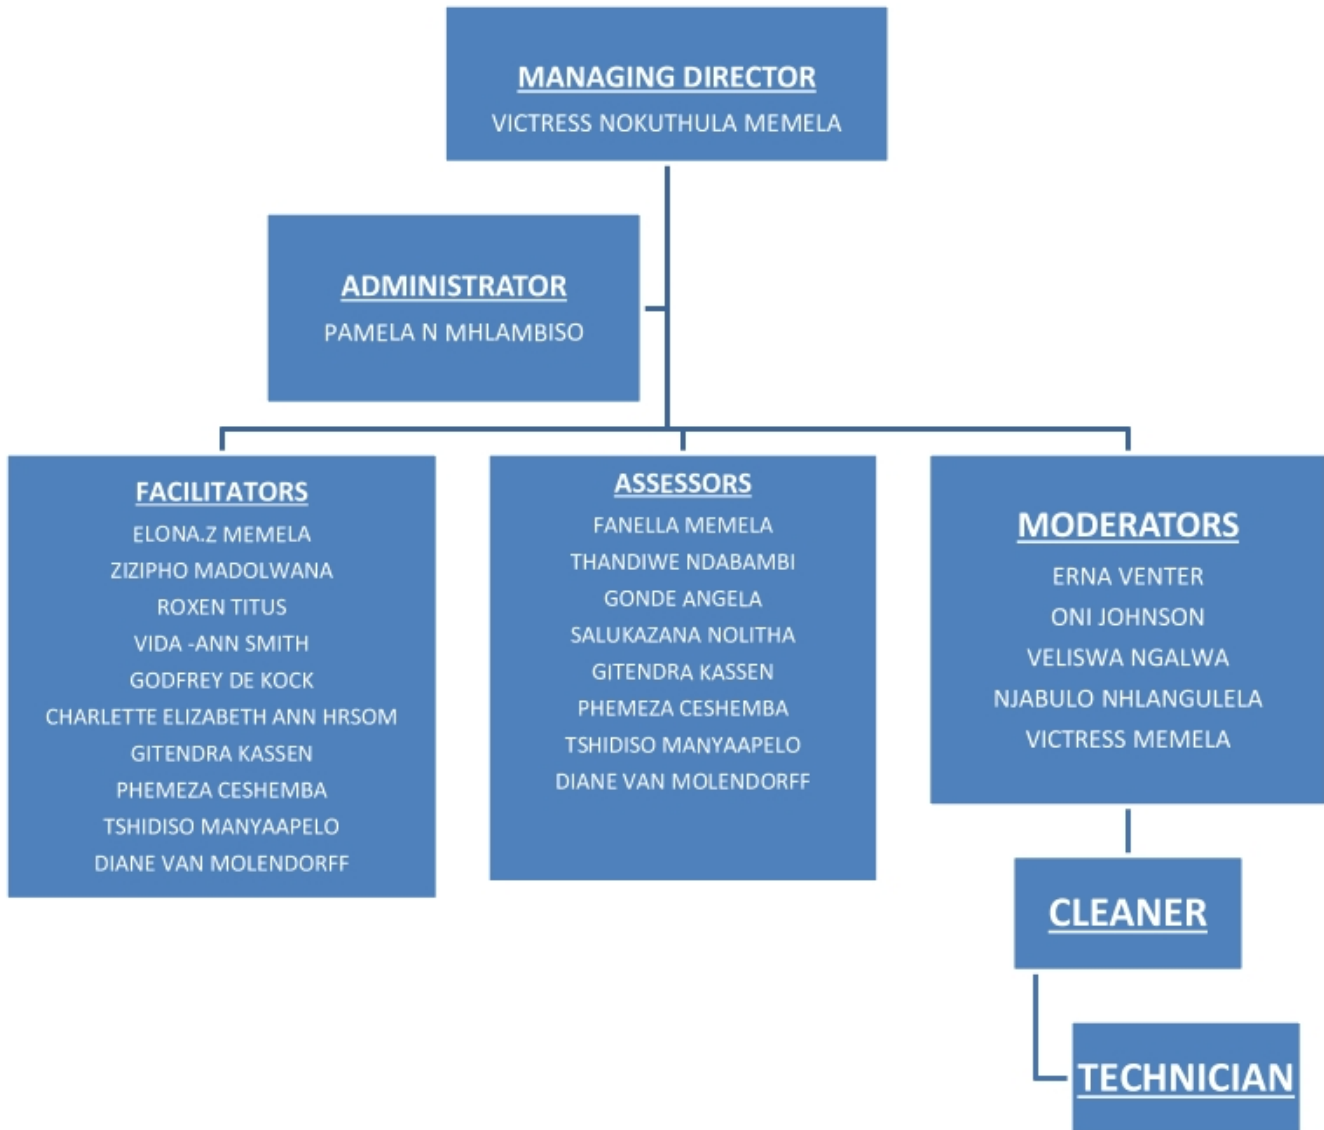 MANAGING DIRECTOR
VICTRESS NOKUTHULA MEMELA
ADMINISTRATOR
PAMELA N MHLAMBISO
FACILITATORS
ELONA.Z MEMELA
ZIZIPHO MADOLWANA
ROXEN TITUS
VIDA -ANN SMITH
GODFREY DE KOCK
CHARLETTE ELIZABETH ANN HRSOM
GITENDRA KASSEN
PHEMEZA CESHEMBA
TSHIDISO MANYAAPELO
DIANE VAN MOLENDORFF
ASSESSORS
FANELLA MEMELA
THANDIWE NDABAMBI
GONDE ANGELA
SALUKAZANA NOLITHA
GITENDRA KASSEN
PHEMEZA CESHEMBA
TSHIDISO MANYAAPELO
DIANE VAN MOLENDORFF
MODERATORS
ERNA VENTER
ONI JOHNSON
VELISWA NGALWA
NJABULO NHLANGULELA
VICTRESS MEMELA
CLEANER
TECHNICIAN